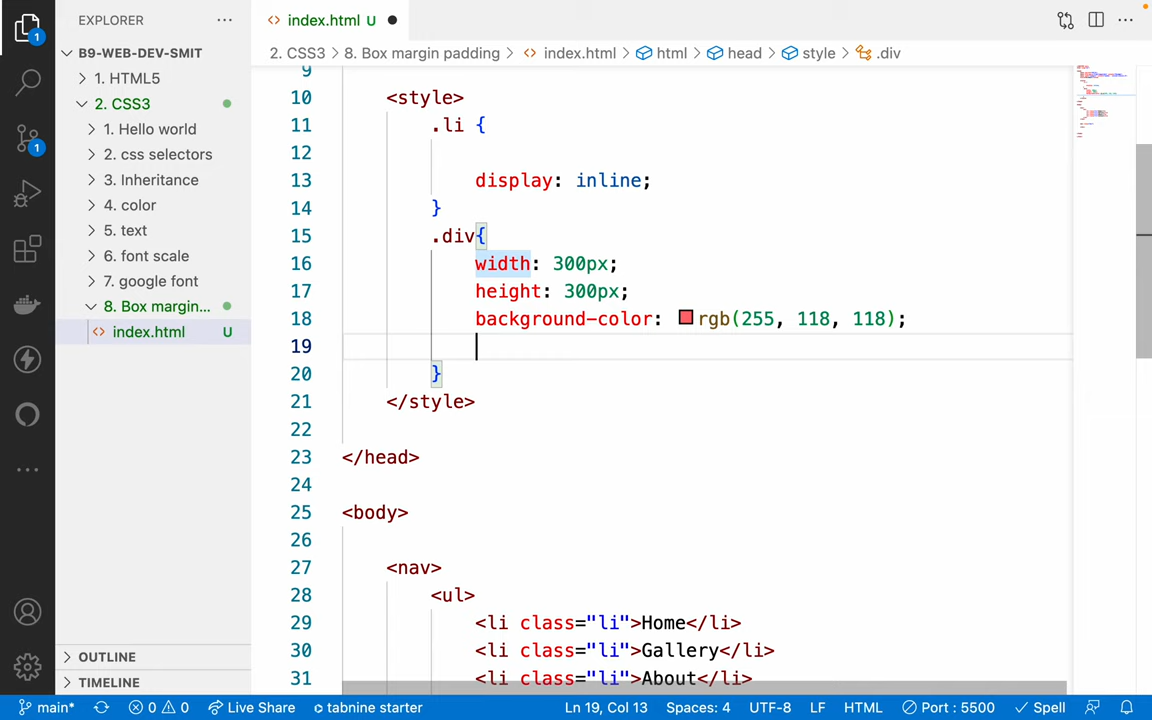 EXPLORER
index.html U
B9-WEB-DEV-SMIT
2. CSS3 > 8. Box margin padding > index.html > html > head > style > .div
1. HTML5
2. CSS3
1. Hello world
2. css selectors
3. Inheritance
4. color
5. text
6. font scale
7. google font
8. Box margin...
index.html U
OUTLINE
TIMELINE
1
1
9
10 <style>
11 .li {
12
13 display: inline;
14 }
15 .div{
16 width: 300px;
17 height: 300px;
18 background-color: rgb(255, 118, 118);
19
20 }
21 </style>
22
23 </head>
24
25 <body>
26
27 <nav>
28 <ul>
29 <li class="li">Home</li>
30 <li class="li">Gallery</li>
31 <li class="li">About</li>
main* 0 0 Live Share tabnine starter Ln 19, Col 13 Spaces: 4 UTF-8 LF HTML Port : 5500 Spell